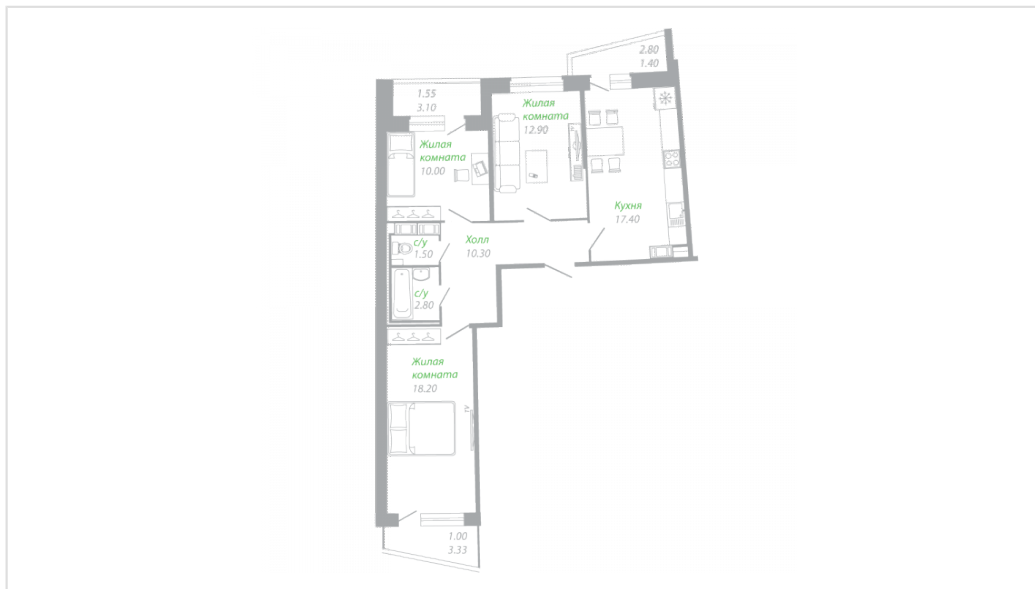 2.80
1.40
1.55
3.10
Жилая
комната
12.90
Жилая
комната
10.00
Кухня
17.40
с/у
1.50
Холл
10.30
с/у
2.80
Жилая
комната
18.20
TV
1.00
3.33